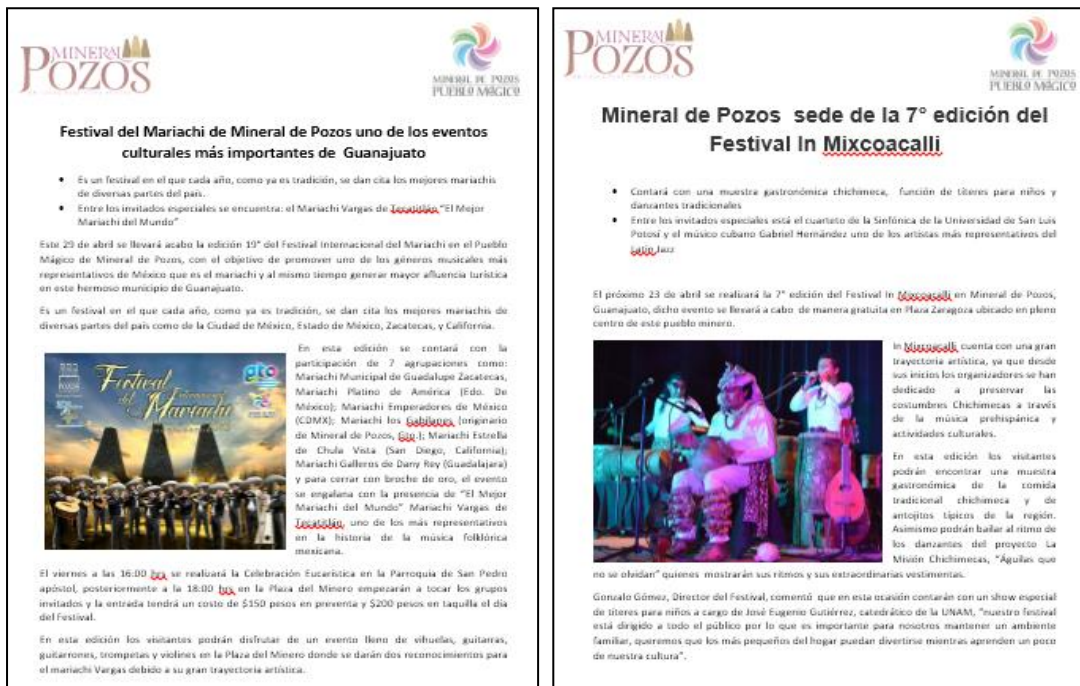 MINERAL
POZOS
MINERAL DE POZOS
PUEBLO MÁGICO
Festival del Mariachi de Mineral de Pozos uno de los eventos
culturales más importantes de Guanajuato
• Es un festival en el que cada año, como ya es tradición, se dan cita los mejores mariachis
de diversas partes del país.
• Entre los invitados especiales se encuentra: el Mariachi Vargas de Tecatitlán "El Mejor
Mariachi del Mundo"
Este 29 de abril se llevará acabo la edición 19° del Festival Internacional del Mariachi en el Pueblo
Mágico de Mineral de Pozos, con el objetivo de promover uno de los géneros musicales más
representativos de México que es el mariachi y al mismo tiempo generar mayor afluencia turística
en este hermoso municipio de Guanajuato.
Es un festival en el que cada año, como ya es tradición, se dan cita los mejores mariachis de
diversas partes del país como de la Ciudad de México, Estado de México, Zacatecas, y California.
Festival
del Mariachi
gto
En esta edición se contará con la
participación de 7 agrupaciones como:
Mariachi Municipal de Guadalupe Zacatecas,
Mariachi Platino de América (Edo. De
México); Mariachi Emperadores de México
(CDMX); Mariachi los Gabilanes (originario
de Mineral de Pozos, Gto.); Mariachi Estrella
de Chula Vista (San Diego, California);
Mariachi Galleros de Dany Rey (Guadalajara)
y para cerrar con broche de oro, el evento
se engalana con la presencia de "El Mejor
Mariachi del Mundo" Mariachi Vargas de
Tecatitlán, uno de los más representativos
en la historia de la música folklórica
mexicana.
El viernes a las 16:00 hrs se realizará la Celebración Eucarística en la Parroquia de San Pedro
apóstol, posteriormente a la 18:00 hrs en la Plaza del Minero empezarán a tocar los grupos
invitados y la entrada tendrá un costo de $150 pesos en preventa y $200 pesos en taquilla el día
del Festival.
En esta edición los visitantes podrán disfrutar de un evento lleno de vihuelas, guitarras,
guitarrones, trompetas y violines en la Plaza del Minero donde se darán dos reconocimientos para
el mariachi Vargas debido a su gran trayectoria artística.
MINERAL
POZOS
MINERAL DE POZOS
PUEBLO MÁGICO
Mineral de Pozos sede de la 7° edición del
Festival In Mixcoacalli
• Contará con una muestra gastronómica chichimeca, función de títeres para niños y
danzantes tradicionales
• Entre los invitados especiales está el cuarteto de la Sinfónica de la Universidad de San Luis
Potosí y el músico cubano Gabriel Hernández uno de los artistas más representativos del
Latin Jazz
El próximo 23 de abril se realizará la 7° edición del Festival In Mixcoacalli en Mineral de Pozos,
Guanajuato, dicho evento se llevará a cabo de manera gratuita en Plaza Zaragoza ubicado en pleno
centro de este pueblo minero.
In Mixcoacalli cuenta con una gran
trayectoria artística, ya que desde
sus inicios los organizadores se han
dedicado a preservar las
costumbres Chichimecas a través
de la música prehispánica y
actividades culturales.
En esta edición los visitantes
podrán encontrar una muestra
gastronómica de la comida
tradicional chichimeca y de
antojitos típicos de la región.
Asimismo podrán bailar al ritmo de
los danzantes del proyecto La
Misión Chichimecas, "Águilas que
no se olvidan" quienes mostrarán sus ritmos y sus extraordinarias vestimentas.
Gonzalo Gómez, Director del Festival, comentó que en esta ocasión contarán con un show especial
de títeres para niños a cargo de José Eugenio Gutiérrez, catedrático de la UNAM, "nuestro festival
está dirigido a todo el público por lo que es importante para nosotros mantener un ambiente
familiar, queremos que los más pequeños del hogar puedan divertirse mientras aprenden un poco
de nuestra cultura".